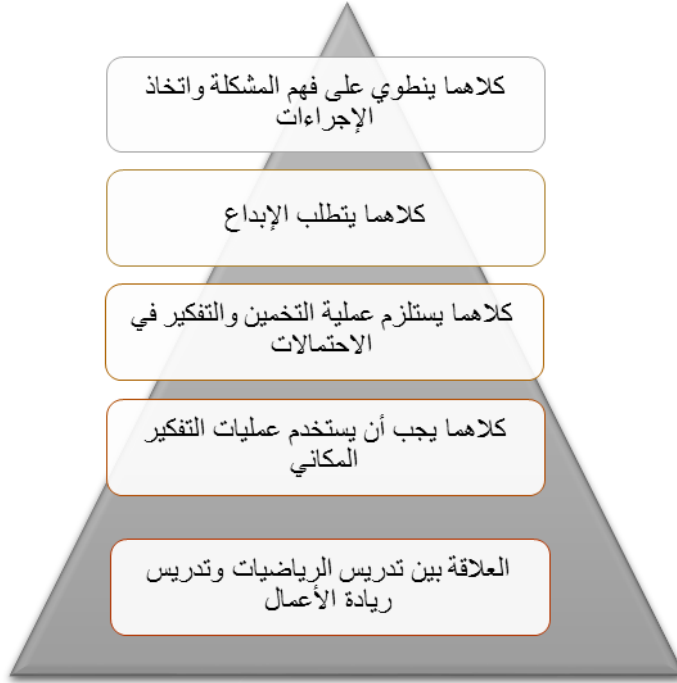 كلاهما ينطوي على فهم المشكلة واتخاذ
الإجراءات
كلاهما يتطلب الإبداع
كلاهما يستلزم عملية التخمين والتفكير في
الاحتمالات
كلاهما يجب أن يستخدم عمليات التفكير
المكاني
العلاقة بين تدريس الرياضيات وتدريس
ريادة الأعمال